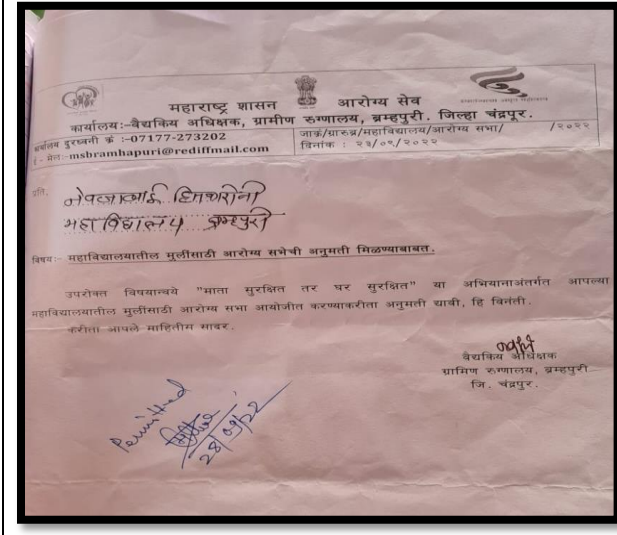 महाराष्ट्र शासन आरोग्य सेव
कार्यालय:-वैद्यकिय अधिक्षक, ग्रामीण रुग्णालय, ब्रम्हपुरी. जिल्हा चंद्रपूर.
दुरध्वनी क्रं :-07177-273202
जाक्रं/ग्रारुब्र/महाविद्यालय/आरोग्य सभा/ /२०२२
ई - मेल:-msbramhapuri@rediffmail.com
दिनांक : २३/०९/२०२२
प्रति,
नेवजाबाई हितकारीनी
महाविद्यालय ब्रम्हपुरी
विषय:- महाविद्यालयातील मुलींसाठी आरोग्य सभेची अनुमती मिळण्याबाबत.
उपरोक्त विषयान्वये "माता सुरक्षित तर घर सुरक्षित" या अभियानाअंतर्गत आपल्या
महाविद्यालयातील मुलींसाठी आरोग्य सभा आयोजीत करण्याकरीता अनुमती द्यावी, हि विनंती.
करीता आपले माहितीस सादर.
वैद्यकिय अधिक्षक
ग्रामिण रुग्णालय, ब्रम्हपुरी
जि. चंद्रपुर.
Permitted
28/09/22